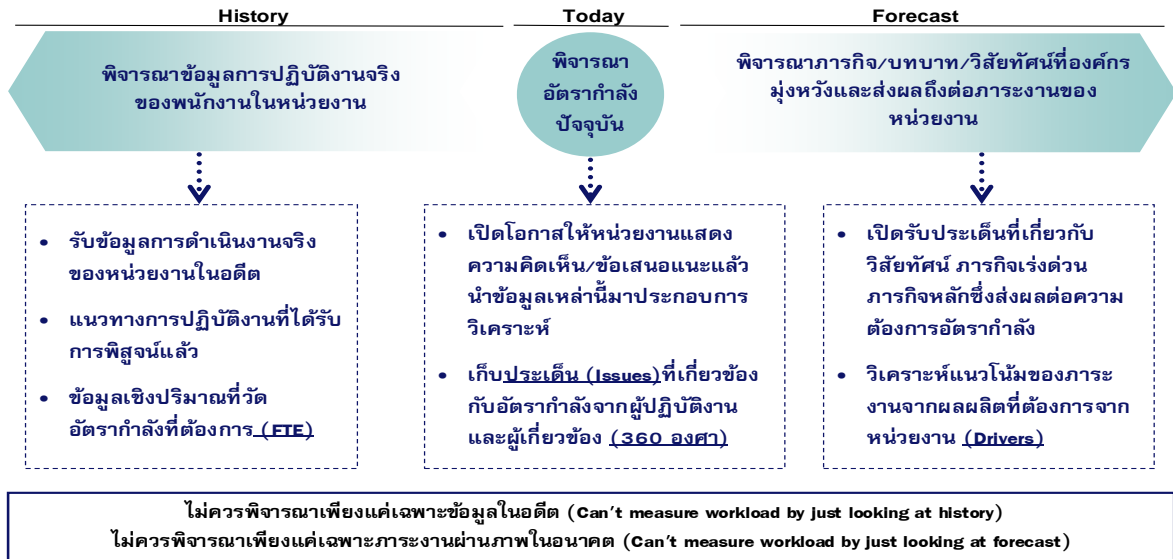 History
Today
Forecast
พิจารณาข้อมูลการปฏิบัติงานจริง
ของพนักงานในหน่วยงาน
พิจารณา
อัตรากำลัง
ปัจจุบัน
พิจารณาภารกิจ/บทบาท/วิสัยทัศน์ที่องค์กร
มุ่งหวังและส่งผลถึงต่อภาระงานของ
หน่วยงาน
• รับข้อมูลการดำเนินงานจริง
ของหน่วยงานในอดีต
• แนวทางการปฏิบัติงานที่ได้รับ
การพิสูจน์แล้ว
• ข้อมูลเชิงปริมาณที่วัด
อัตรากำลังที่ต้องการ (FTE)
• เปิดโอกาสให้หน่วยงานแสดง
ความคิดเห็น/ข้อเสนอแนะแล้ว
นำข้อมูลเหล่านี้มาประกอบการ
วิเคราะห์
• เก็บประเด็น (Issues)ที่เกี่ยวข้อง
กับอัตรากำลังจากผู้ปฏิบัติงาน
และผู้เกี่ยวข้อง (360 องศา)
• เปิดรับประเด็นที่เกี่ยวกับ
วิสัยทัศน์ ภารกิจเร่งด่วน
ภารกิจหลักซึ่งส่งผลต่อความ
ต้องการอัตรากำลัง
• วิเคราะห์แนวโน้มของภาระ
งานจากผลผลิตที่ต้องการจาก
หน่วยงาน (Drivers)
ไม่ควรพิจารณาเพียงแค่เฉพาะข้อมูลในอดีต (Can't measure workload by just looking at history)
ไม่ควรพิจารณาเพียงแค่เฉพาะภาระงานผ่านภาพในอนาคต (Can't measure workload by just looking at forecast)